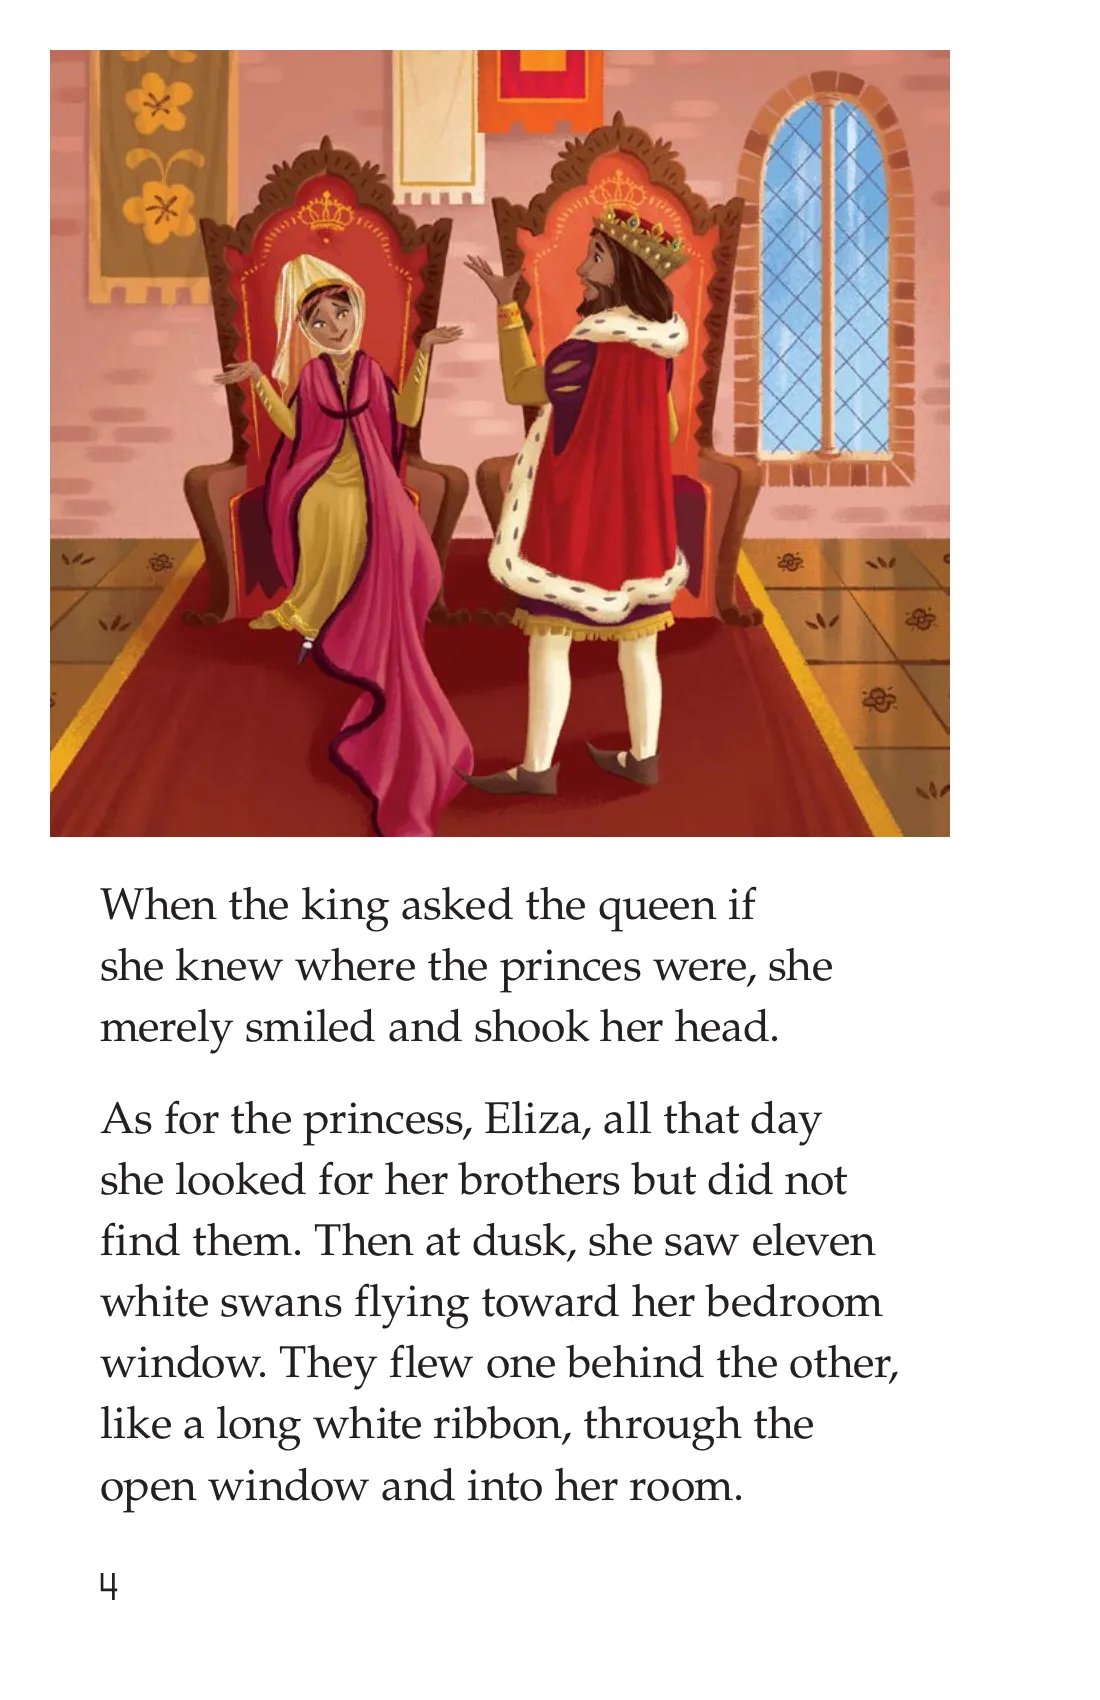 When the king asked the queen if
she knew where the princes were, she
merely smiled and shook her head.
As for the princess, Eliza, all that day
she looked for her brothers but did not
find them. Then at dusk, she saw eleven
white swans flying toward her bedroom
window. They flew one behind the other,
like a long white ribbon, through the
open window and into her room.
4